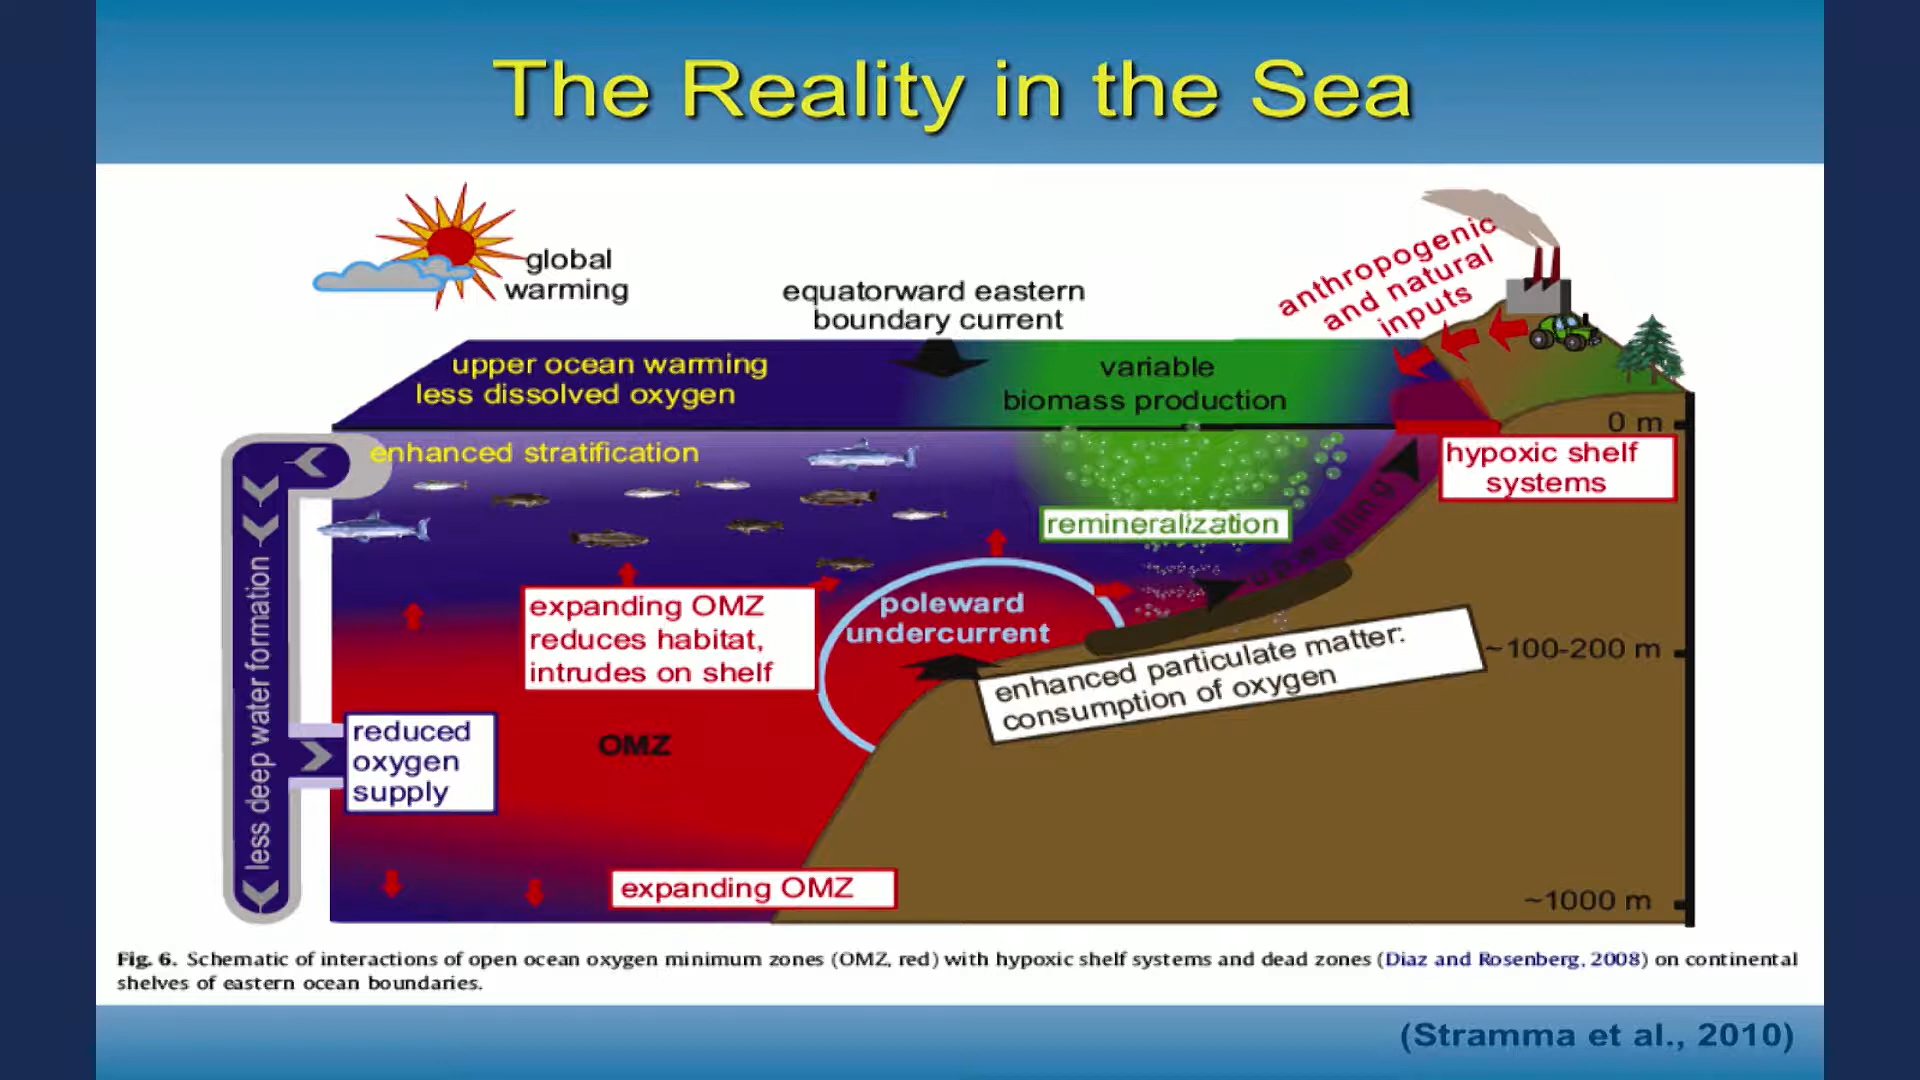 The Reality in the Sea
global
warming
equatorward eastern
boundary current
anthropogenic
and natural
inputs
upper ocean warming
less dissolved oxygen
variable
biomass production
0 m
enhanced stratification
hypoxic shelf
systems
remineralization
upwelling
less deep water formation
expanding OMZ
reduces habitat,
intrudes on shelf
poleward
undercurrent
enhanced particulate matter:
consumption of oxygen
~100-200 m
reduced
oxygen
supply
OMZ
expanding OMZ
~1000 m
Fig. 6. Schematic of interactions of open ocean oxygen minimum zones (OMZ, red) with hypoxic shelf systems and dead zones (Diaz and Rosenberg, 2008) on continental
shelves of eastern ocean boundaries.
(Stramma et al., 2010)